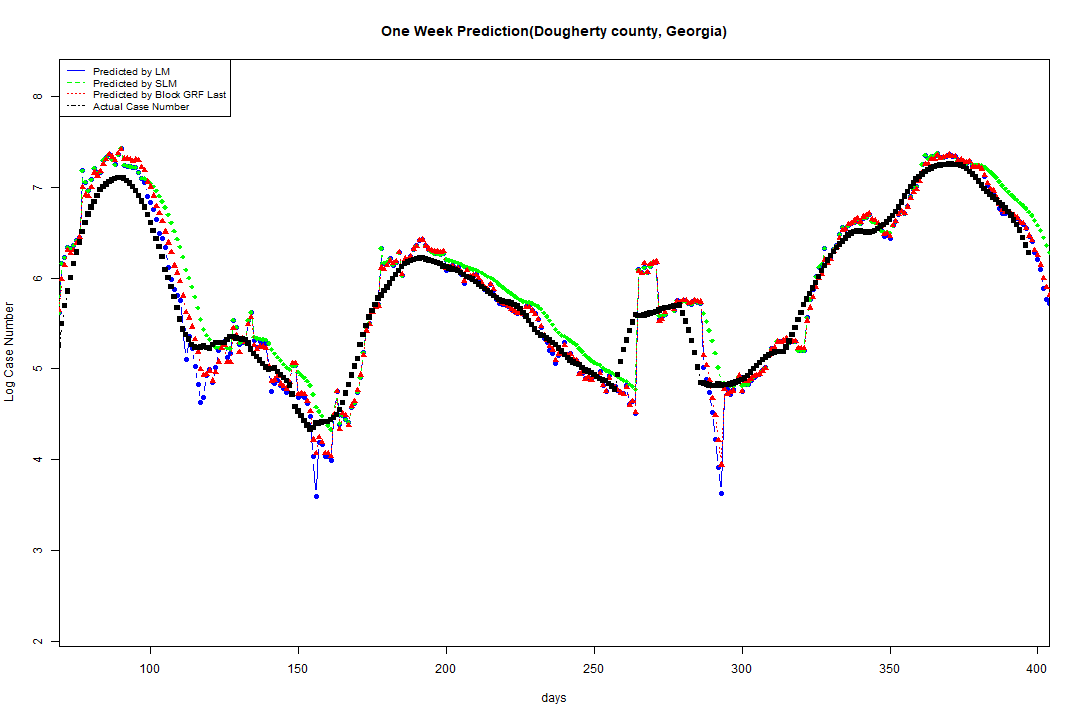 One Week Prediction(Dougherty county, Georgia)
Predicted by LM
Predicted by SLM
Predicted by Block GRF Last
Actual Case Number
8
7
6
5
4
3
2
Log Case Number
100 150 200 250 300 350 400
days